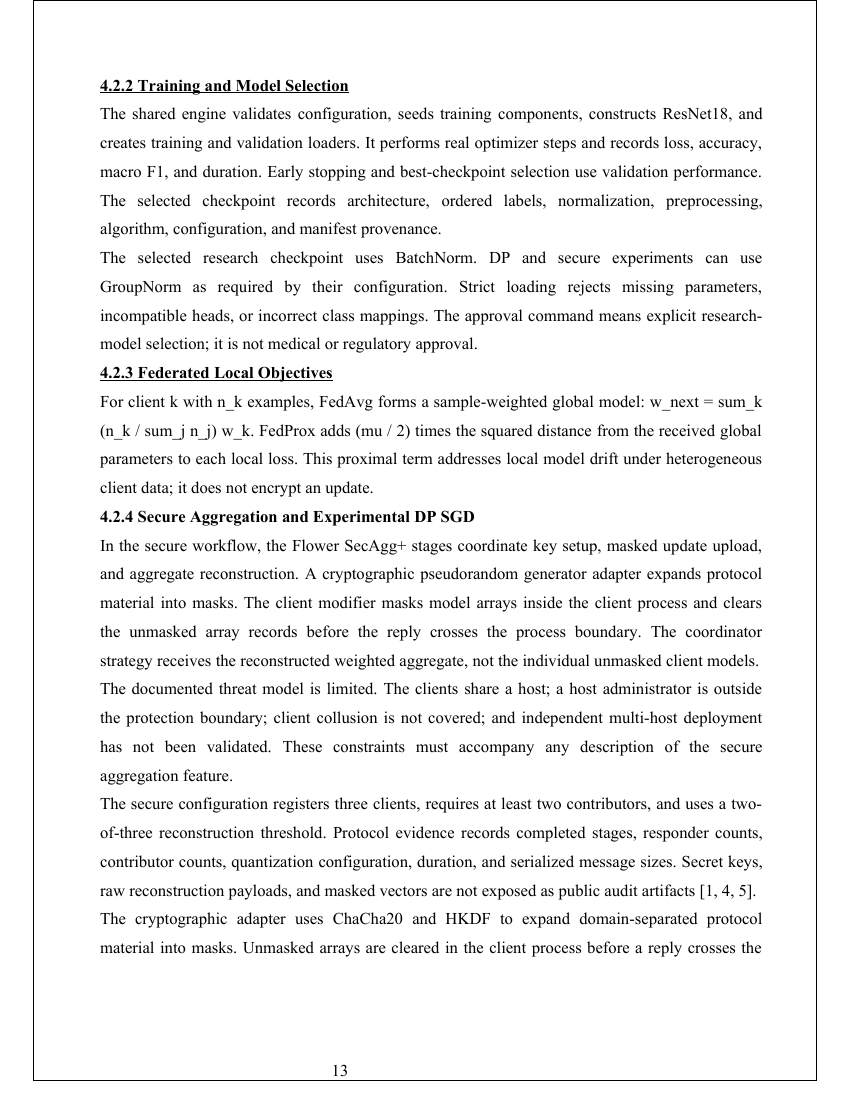 4.2.2 Training and Model Selection
The shared engine validates configuration, seeds training components, constructs ResNet18, and
creates training and validation loaders. It performs real optimizer steps and records loss, accuracy,
macro F1, and duration. Early stopping and best-checkpoint selection use validation performance.
The selected checkpoint records architecture, ordered labels, normalization, preprocessing,
algorithm, configuration, and manifest provenance.
The selected research checkpoint uses BatchNorm. DP and secure experiments can use
GroupNorm as required by their configuration. Strict loading rejects missing parameters,
incompatible heads, or incorrect class mappings. The approval command means explicit research-
model selection; it is not medical or regulatory approval.
4.2.3 Federated Local Objectives
For client k with n_k examples, FedAvg forms a sample-weighted global model: w_next = sum_k
(n_k / sum_j n_j) w_k. FedProx adds (mu / 2) times the squared distance from the received global
parameters to each local loss. This proximal term addresses local model drift under heterogeneous
client data; it does not encrypt an update.
4.2.4 Secure Aggregation and Experimental DP SGD
In the secure workflow, the Flower SecAgg+ stages coordinate key setup, masked update upload,
and aggregate reconstruction. A cryptographic pseudorandom generator adapter expands protocol
material into masks. The client modifier masks model arrays inside the client process and clears
the unmasked array records before the reply crosses the process boundary. The coordinator
strategy receives the reconstructed weighted aggregate, not the individual unmasked client models.
The documented threat model is limited. The clients share a host; a host administrator is outside
the protection boundary; client collusion is not covered; and independent multi-host deployment
has not been validated. These constraints must accompany any description of the secure
aggregation feature.
The secure configuration registers three clients, requires at least two contributors, and uses a two-
of-three reconstruction threshold. Protocol evidence records completed stages, responder counts,
contributor counts, quantization configuration, duration, and serialized message sizes. Secret keys,
raw reconstruction payloads, and masked vectors are not exposed as public audit artifacts [1, 4, 5].
The cryptographic adapter uses ChaCha20 and HKDF to expand domain-separated protocol
material into masks. Unmasked arrays are cleared in the client process before a reply crosses the
13